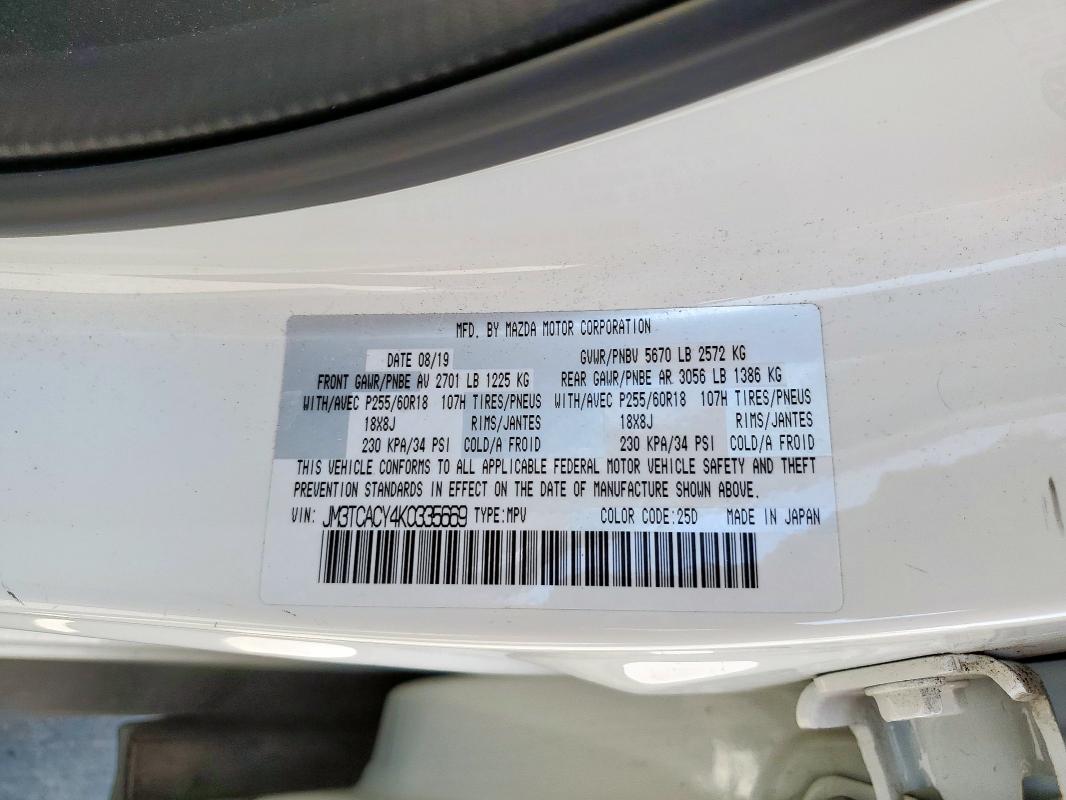 MFD. BY MAZDA MOTOR CORPORATION
DATE 08/19 GVWR/PNBV 5670 LB 2572 KG
FRONT GAWR/PNBE AV 2701 LB 1225 KG REAR GAWR/PNBE AR 3056 LB 1386 KG
WITH/AVEC P255/60R18 107H TIRES/PNEUS WITH/AVEC P255/60R18 107H TIRES/PNEUS
18X8J RIMS/JANTES 18X8J RIMS/JANTES
230 KPA/34 PSI COLD/A FROID 230 KPA/34 PSI COLD/A FROID
THIS VEHICLE CONFORMS TO ALL APPLICABLE FEDERAL MOTOR VEHICLE SAFETY AND THEFT
PREVENTION STANDARDS IN EFFECT ON THE DATE OF MANUFACTURE SHOWN ABOVE.
VIN: JM3TCACY4K0335669 TYPE:MPV COLOR CODE:25D MADE IN JAPAN